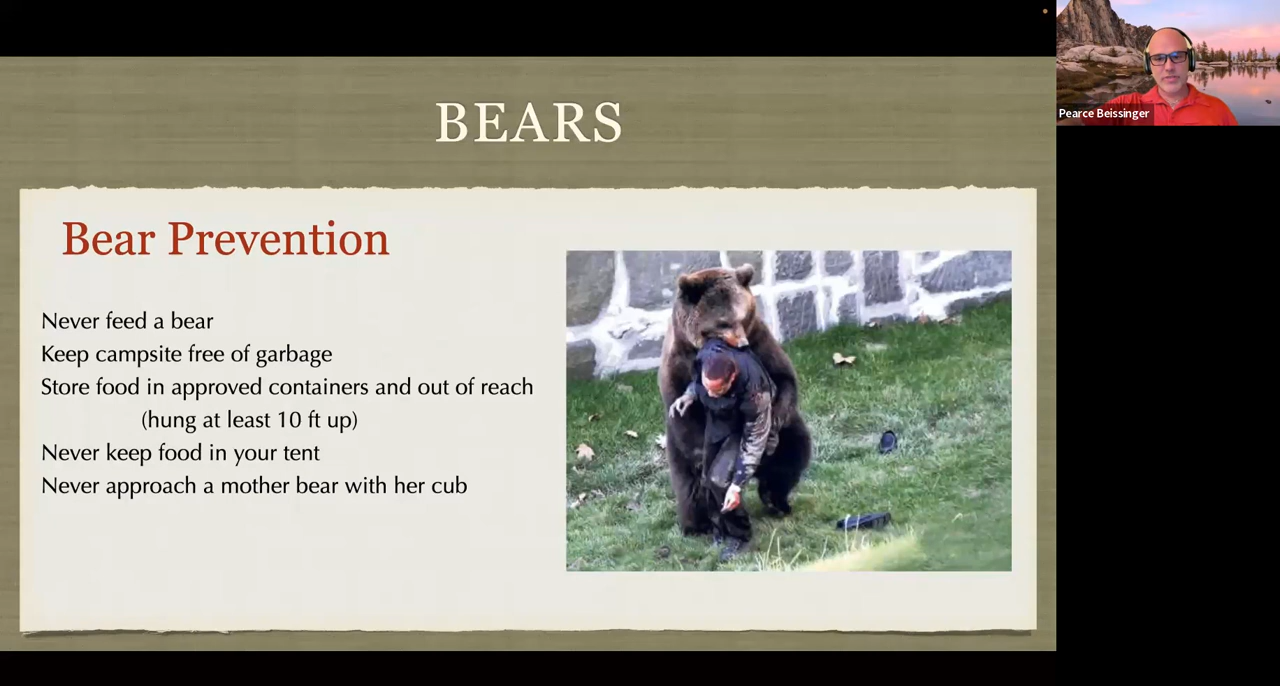 BEARS
Pearce Beissinger
Bear Prevention
Never feed a bear
Keep campsite free of garbage
Store food in approved containers and out of reach
(hung at least 10 ft up)
Never keep food in your tent
Never approach a mother bear with her cub